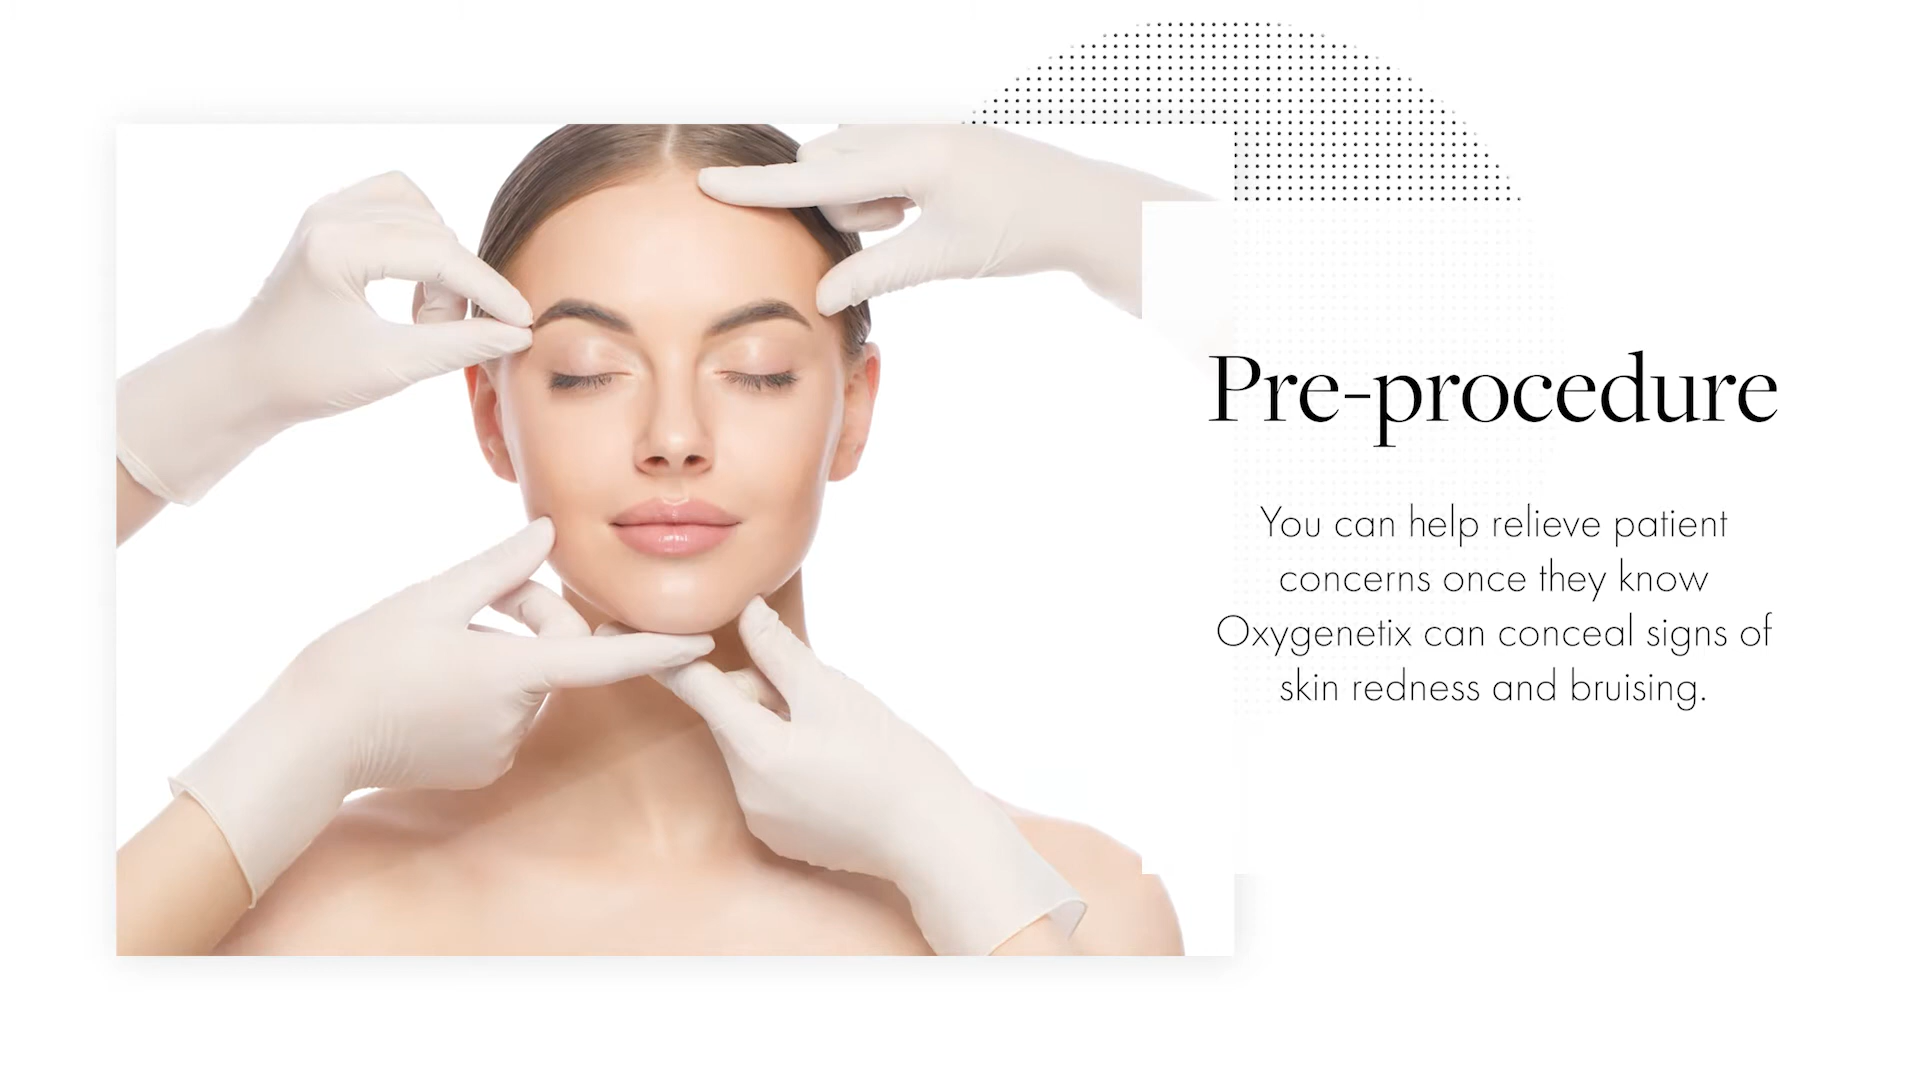 Pre-procedure
You can help relieve patient
concerns once they know
Oxygenetix can conceal signs of
skin redness and bruising.